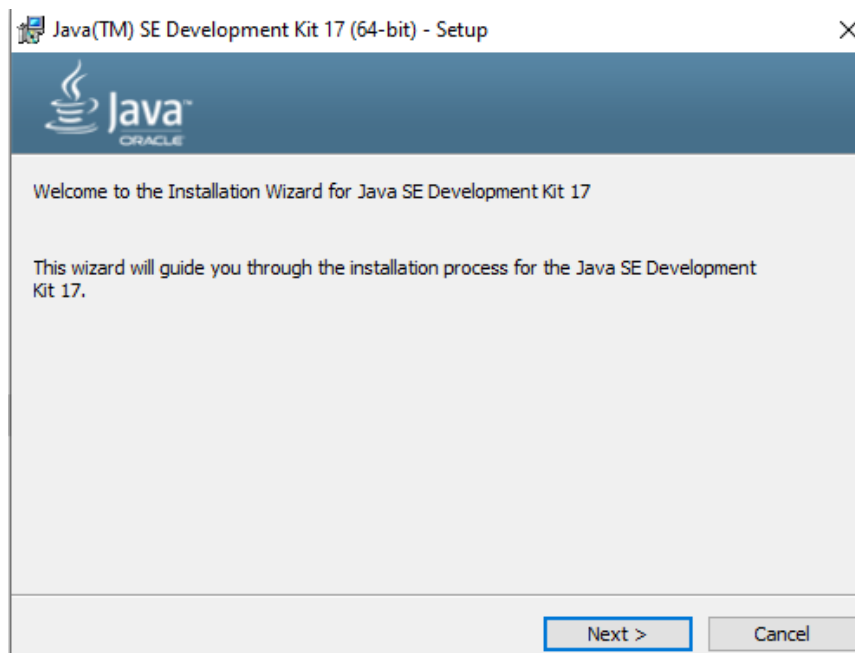 Java(TM) SE Development Kit 17 (64-bit) - Setup
Java™
ORACLE
Welcome to the Installation Wizard for Java SE Development Kit 17
This wizard will guide you through the installation process for the Java SE Development
Kit 17.
Next > Cancel